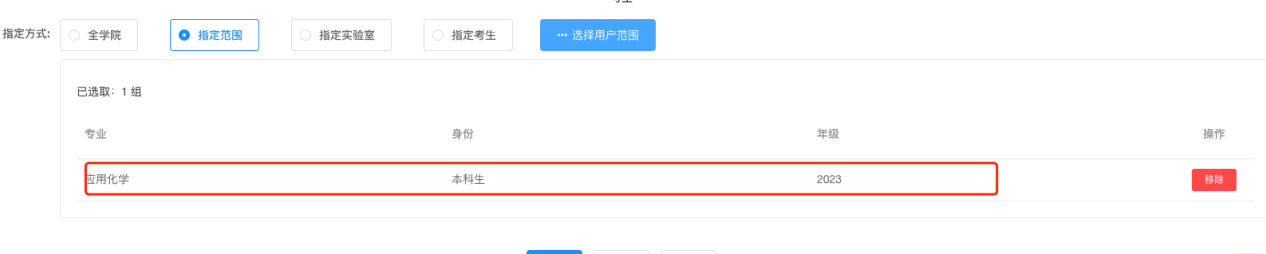 指定方式: 全学院 指定范围 指定实验室 指定考生 ··· 选择用户范围
已选取: 1 组
专业 身份 年级 操作
应用化学 本科生 2023 移除